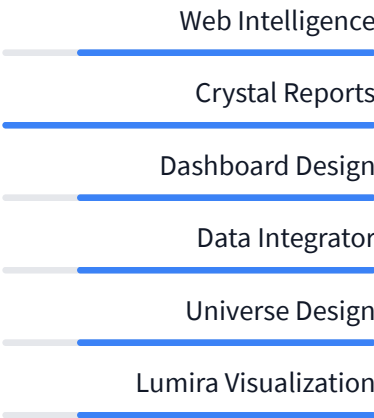 Web Intelligence
Crystal Reports
Dashboard Design
Data Integrator
Universe Design
Lumira Visualization